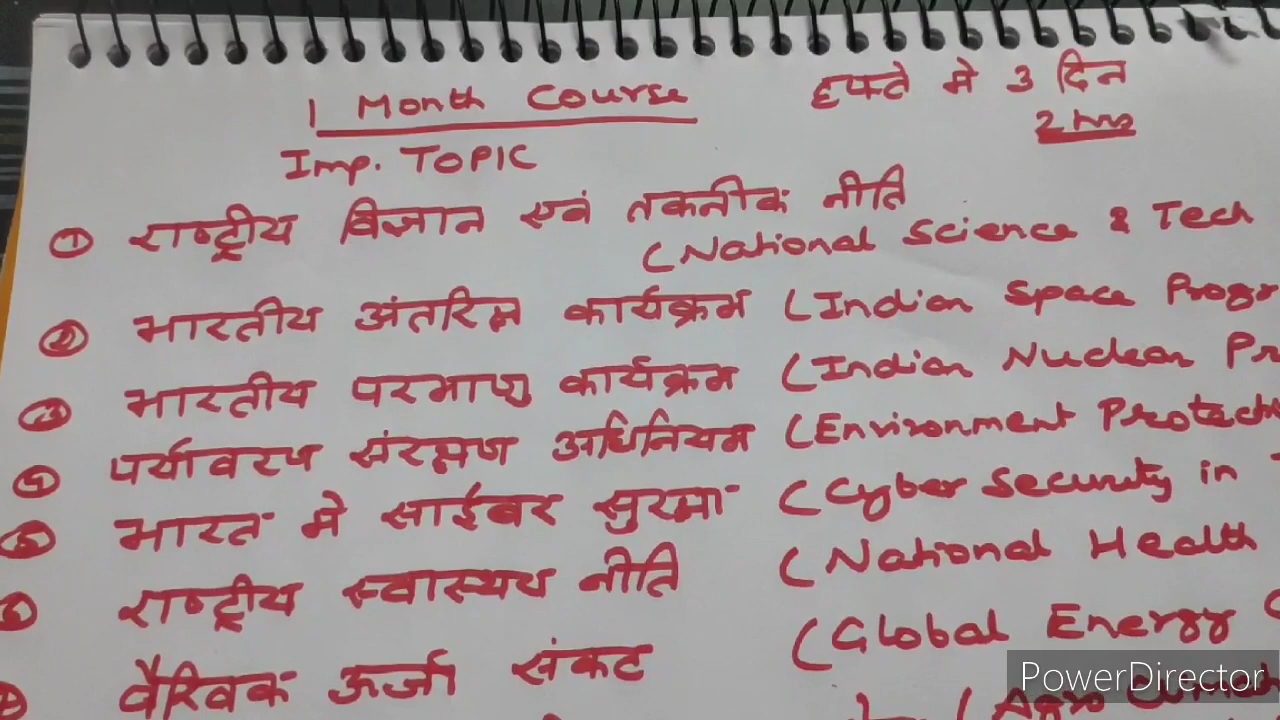 1 Month Course हफ्ते मे 3 दिन
2 hrs
Imp. TOPIC
① राष्ट्रीय विज्ञान एवं तकनीक नीति
(National Science & Tech
② भारतीय अंतरिक्ष कार्यक्रम (Indian Space Progr
③ भारतीय परमाणु कार्यक्रम (Indian Nuclear Pr
④ पर्यावरण संरक्षण अधिनियम (Environment Protecti
⑤ भारत मे साईबर सुरक्षा (Cyber Security in
⑥ राष्ट्रीय स्वास्थय नीति (National Health
वैश्विक ऊर्जा संकट (Global Energy C
(Agro
PowerDirector